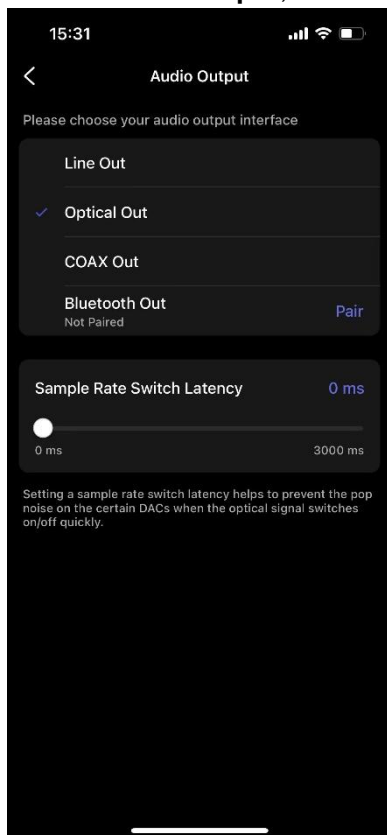 15:31
Audio Output
Please choose your audio output interface
Line Out
Optical Out
COAX Out
Bluetooth Out
Not Paired
Pair
Sample Rate Switch Latency
0 ms
0 ms
3000 ms
Setting a sample rate switch latency helps to prevent the pop
noise on the certain DACs when the optical signal switches
on/off quickly.